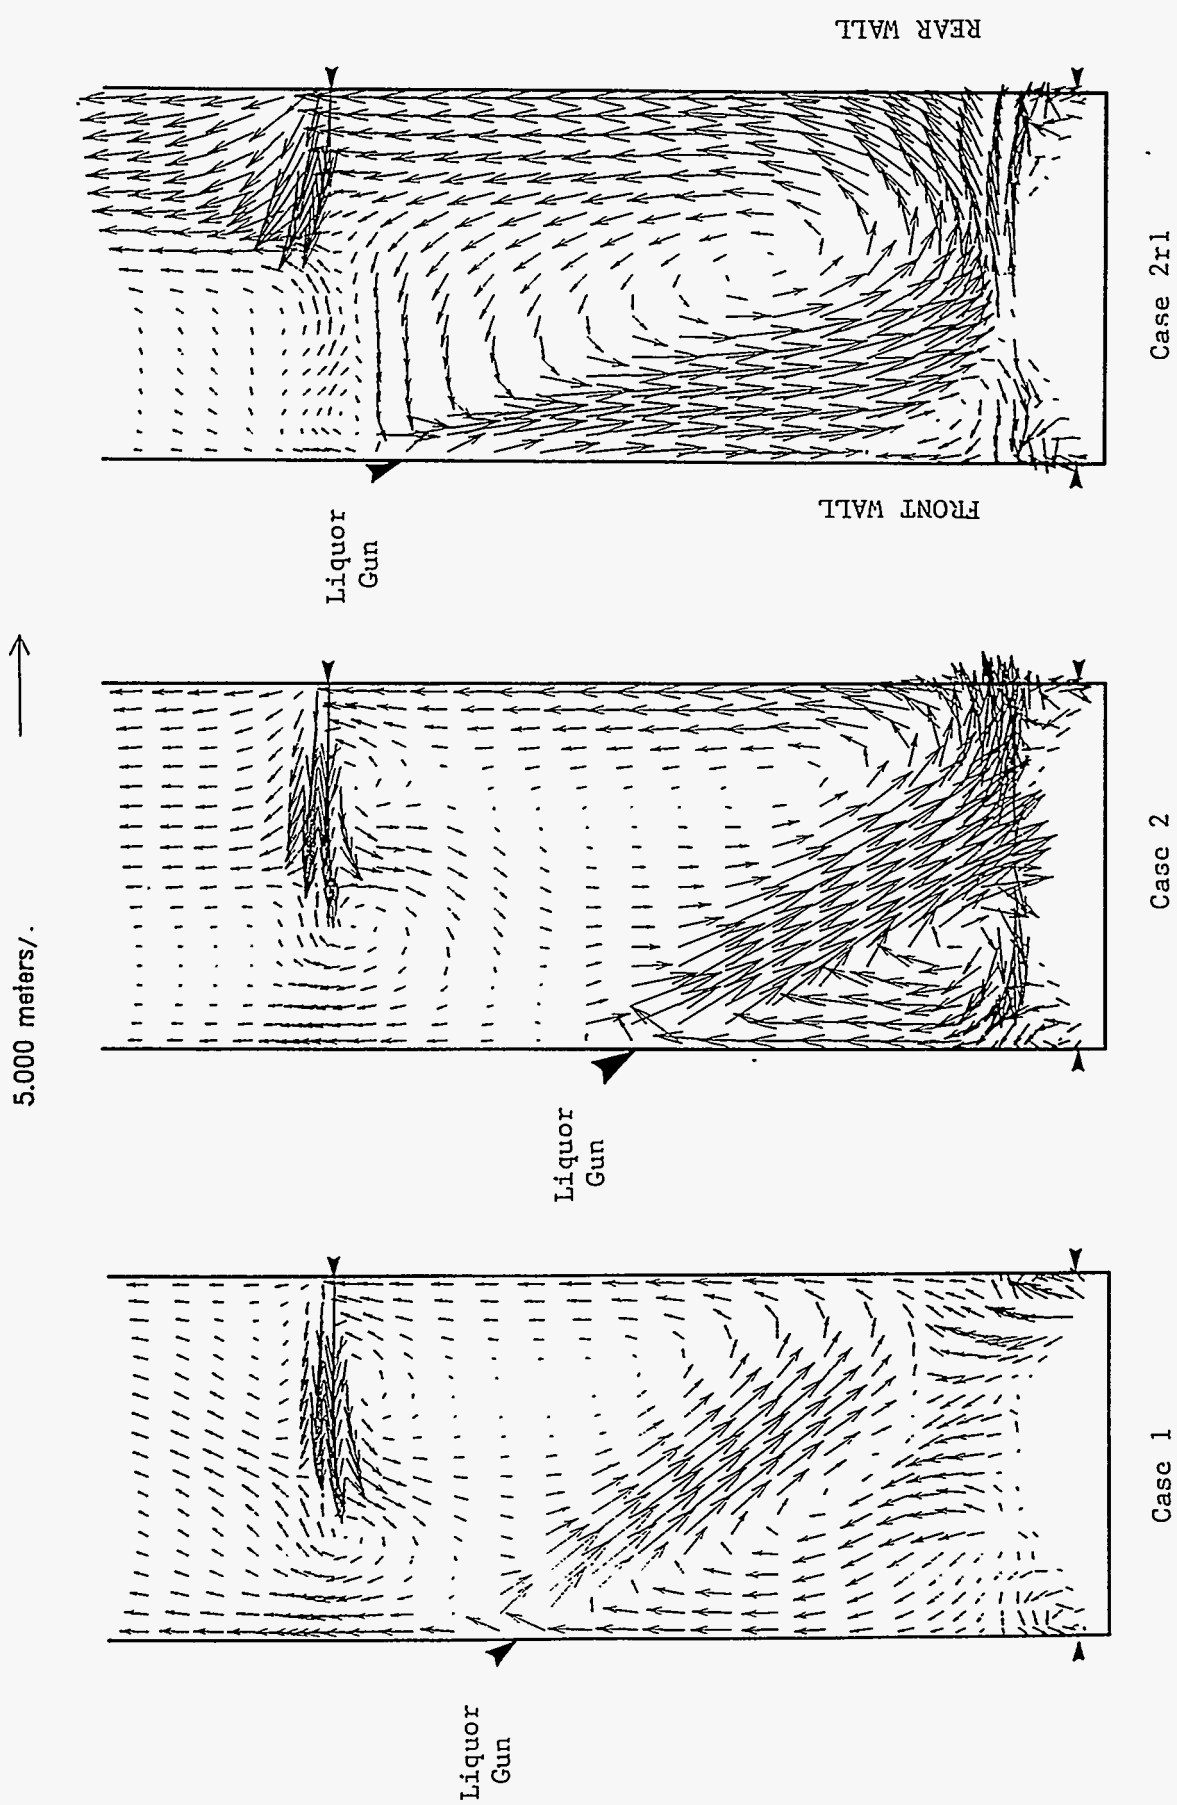 5.000 meters/.
Liquor
Gun
Case 1
Liquor
Gun
Case 2
Liquor
Gun
FRONT WALL
REAR WALL
Case 2r1